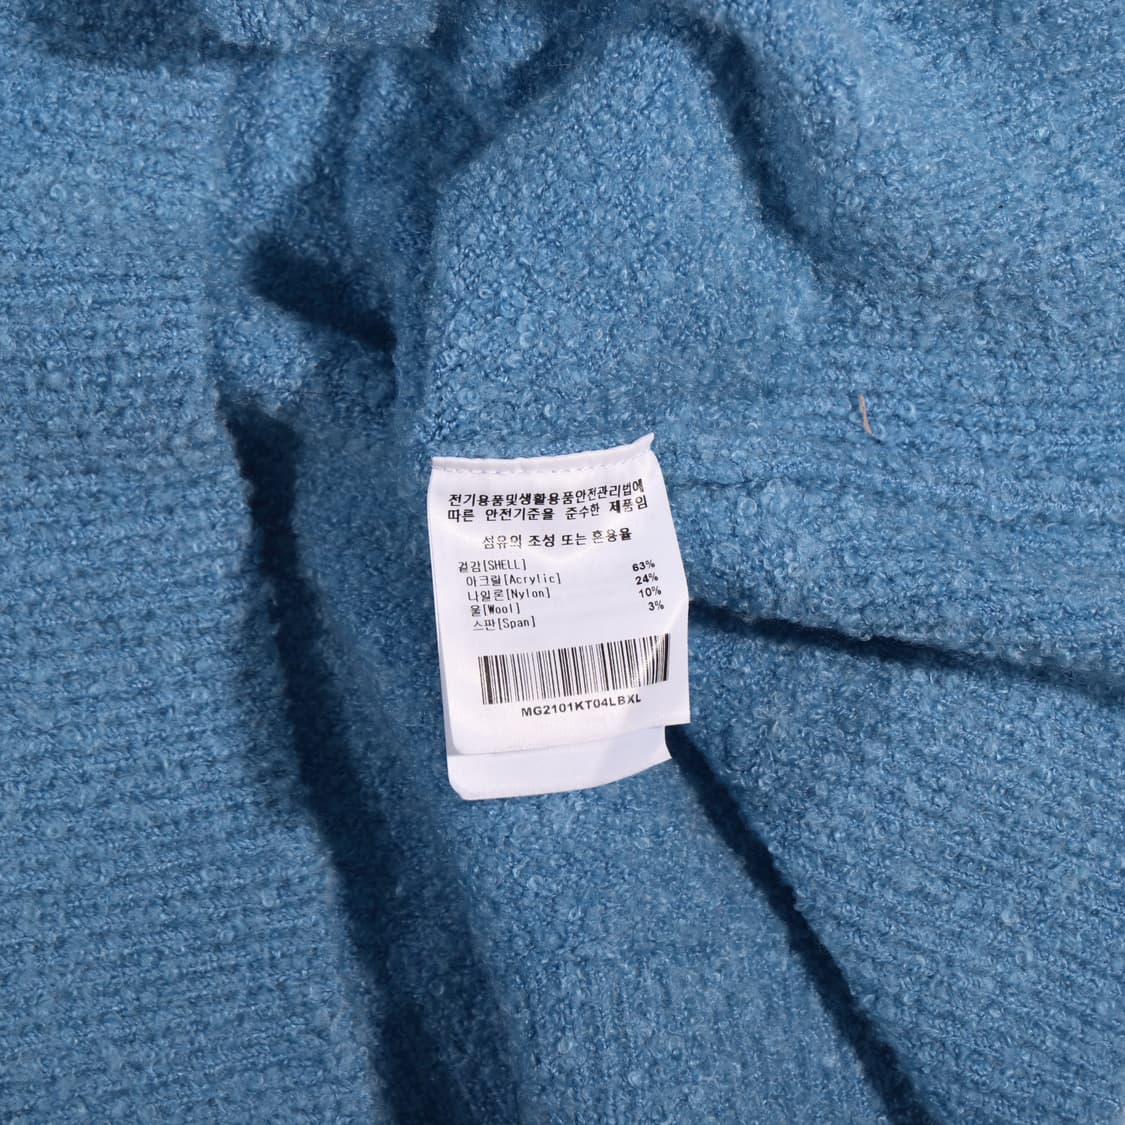 전기용품및생활용품안전관리법에
따른 안전기준을 준수한 제품임
섬유의 조성 또는 혼용율
겉감[SHELL]
아크릴[Acrylic] 63%
나일론[Nylon] 24%
울[Wool] 10%
스판[Span] 3%
MG2101KT04LBXL